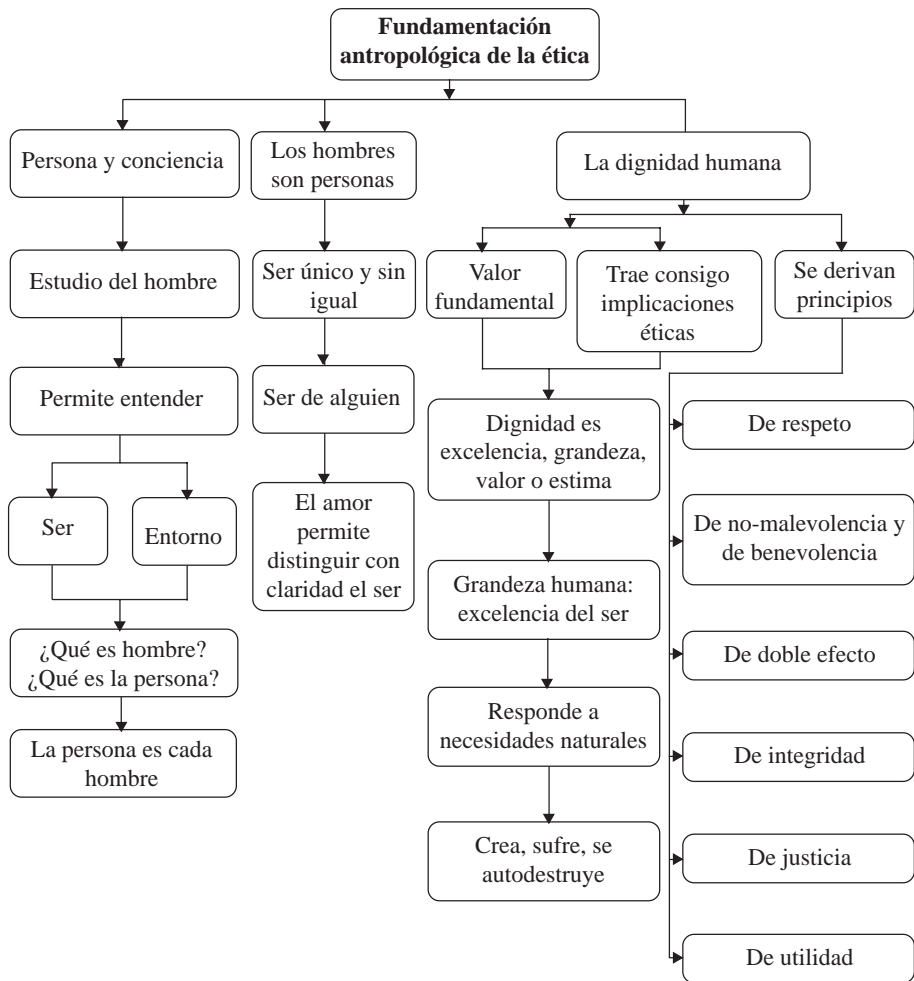 Fundamentación
antropológica de la ética
Persona y conciencia
Los hombres
son personas
La dignidad humana
Estudio del hombre
Ser único y sin
igual
Valor
fundamental
Trae consigo
implicaciones
éticas
Se derivan
principios
Permite entender
Ser de alguien
Dignidad es
excelencia, grandeza,
valor o estima
De respeto
Ser
Entorno
El amor
permite
distinguir con
claridad el ser
De no-malevolencia y
de benevolencia
Grandeza humana:
excelencia del ser
¿Qué es hombre?
¿Qué es la persona?
De doble efecto
La persona es cada
hombre
Responde a
necesidades naturales
De integridad
Crea, sufre, se
autodestruye
De justicia
De utilidad